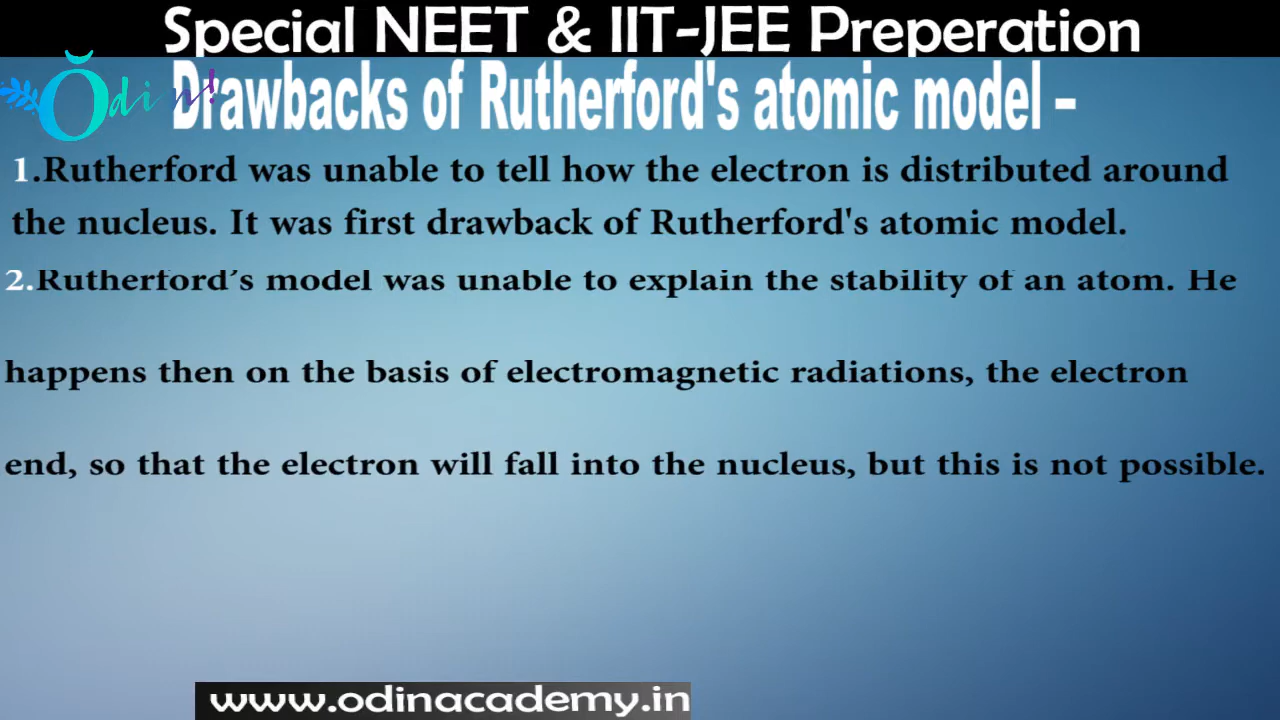 Special NEET & IIT-JEE Preperation
Odin!
Drawbacks of Rutherford's atomic model –
1.Rutherford was unable to tell how the electron is distributed around
the nucleus. It was first drawback of Rutherford's atomic model.
2.Rutherford's model was unable to explain the stability of an atom. He
happens then on the basis of electromagnetic radiations, the electron
end, so that the electron will fall into the nucleus, but this is not possible.
www.odinacademy.in